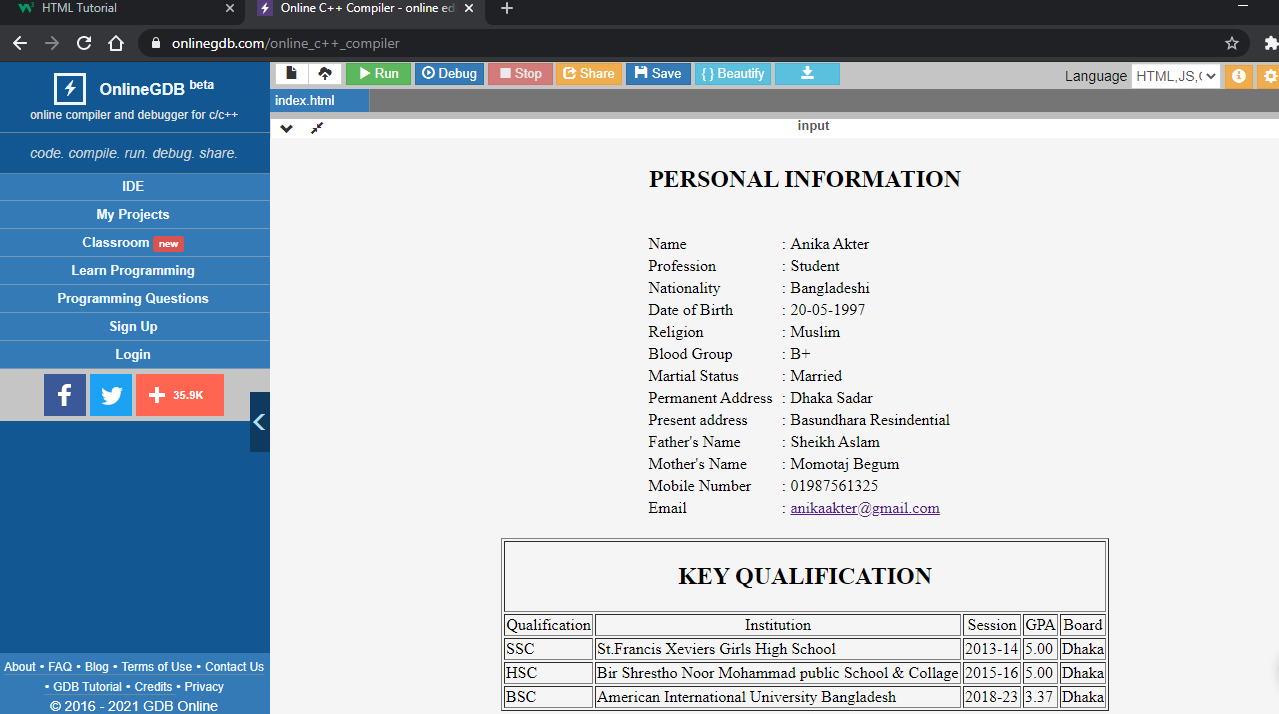 HTML Tutorial
Online C++ Compiler - online ed
onlinegdb.com/online_c++_compiler
OnlineGDB beta
online compiler and debugger for c/c++
code. compile. run. debug. share.
IDE
My Projects
Classroom new
Learn Programming
Programming Questions
Sign Up
Login
35.9K
About • FAQ • Blog • Terms of Use • Contact Us
• GDB Tutorial • Credits • Privacy
© 2016 - 2021 GDB Online
Run Debug Stop Share Save { } Beautify
Language HTML,JS,(
index.html
input
PERSONAL INFORMATION
Name : Anika Akter
Profession : Student
Nationality : Bangladeshi
Date of Birth : 20-05-1997
Religion : Muslim
Blood Group : B+
Martial Status : Married
Permanent Address : Dhaka Sadar
Present address : Basundhara Resindential
Father's Name : Sheikh Aslam
Mother's Name : Momotaj Begum
Mobile Number : 01987561325
Email : anikaakter@gmail.com
KEY QUALIFICATION
Qualification Institution Session GPA Board
SSC St.Francis Xeviers Girls High School 2013-14 5.00 Dhaka
HSC Bir Shrestho Noor Mohammad public School & Collage 2015-16 5.00 Dhaka
BSC American International University Bangladesh 2018-23 3.37 Dhaka